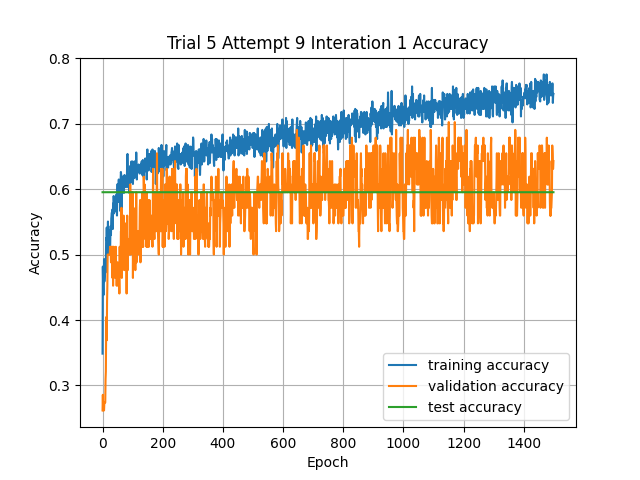 Trial 5 Attempt 9 Interation 1 Accuracy
Accuracy
0.8
0.7
0.6
0.5
0.4
0.3
0
200
400
600
800
1000
1200
1400
Epoch
training accuracy
validation accuracy
test accuracy